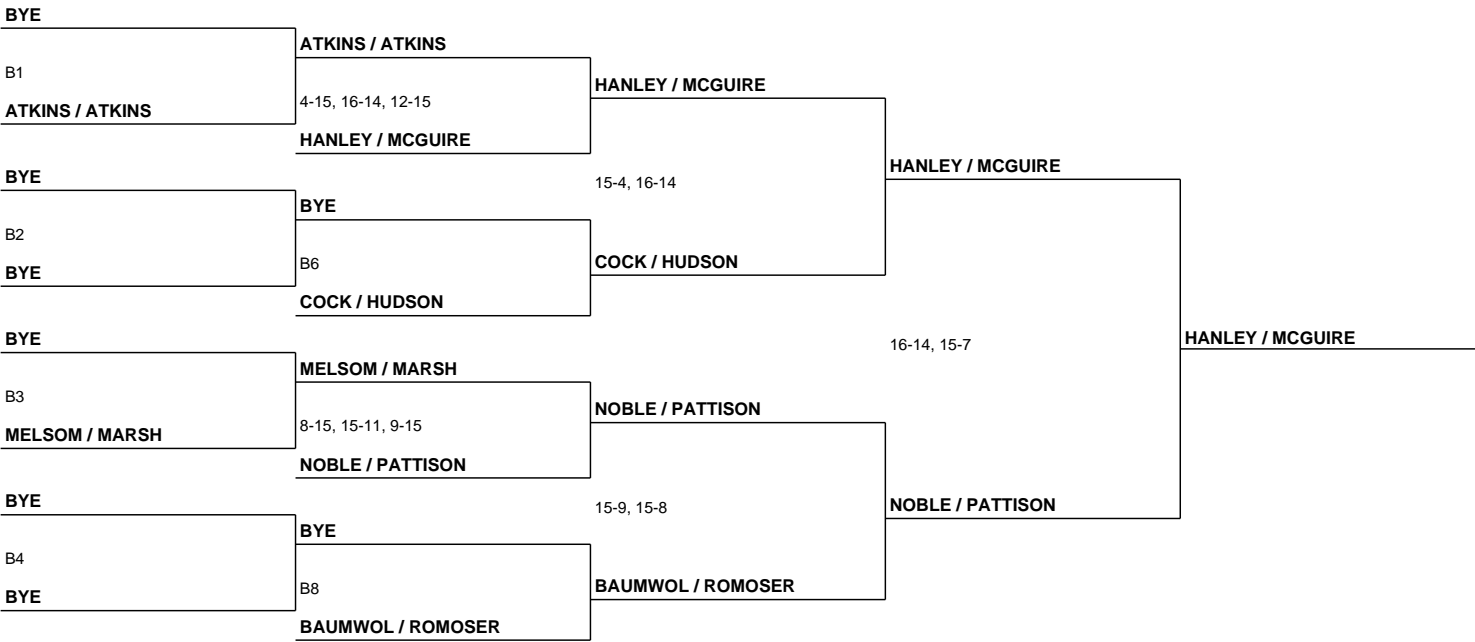 BYE
B1
ATKINS / ATKINS
BYE
B2
BYE
BYE
B3
MELSOM / MARSH
BYE
B4
BYE
ATKINS / ATKINS
4-15, 16-14, 12-15
HANLEY / MCGUIRE
BYE
B6
COCK / HUDSON
MELSOM / MARSH
8-15, 15-11, 9-15
NOBLE / PATTISON
BYE
B8
BAUMWOL / ROMOSER
HANLEY / MCGUIRE
15-4, 16-14
COCK / HUDSON
NOBLE / PATTISON
15-9, 15-8
BAUMWOL / ROMOSER
HANLEY / MCGUIRE
16-14, 15-7
NOBLE / PATTISON
HANLEY / MCGUIRE